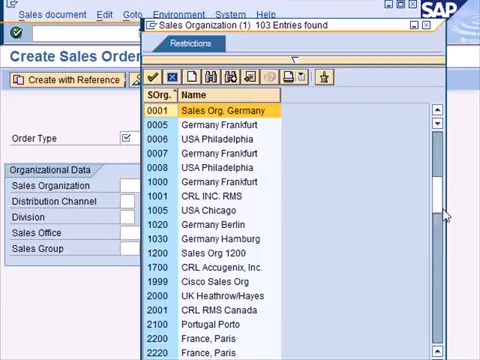 Sales document Edit Goto Environment System
SAP
Sales Organization (1) 103 Entries found
Restrictions
Create Sales Order
Create with Reference
SOrg. Name
0001 Sales Org. Germany
0005 Germany Frankfurt
0006 USA Philadelphia
0007 Germany Frankfurt
0008 USA Philadelphia
1000 Germany Frankfurt
1001 CRL INC. RMS
1005 USA Chicago
1020 Germany Berlin
1030 Germany Hamburg
1200 Sales Org 1200
1700 CRL Accugenix, Inc.
1999 Cisco Sales Org
2000 UK Heathrow/Hayes
2001 CRL RMS Canada
2100 Portugal Porto
2200 France, Paris
2220 France, Paris
Order Type
Organizational Data
Sales Organization
Distribution Channel
Division
Sales Office
Sales Group